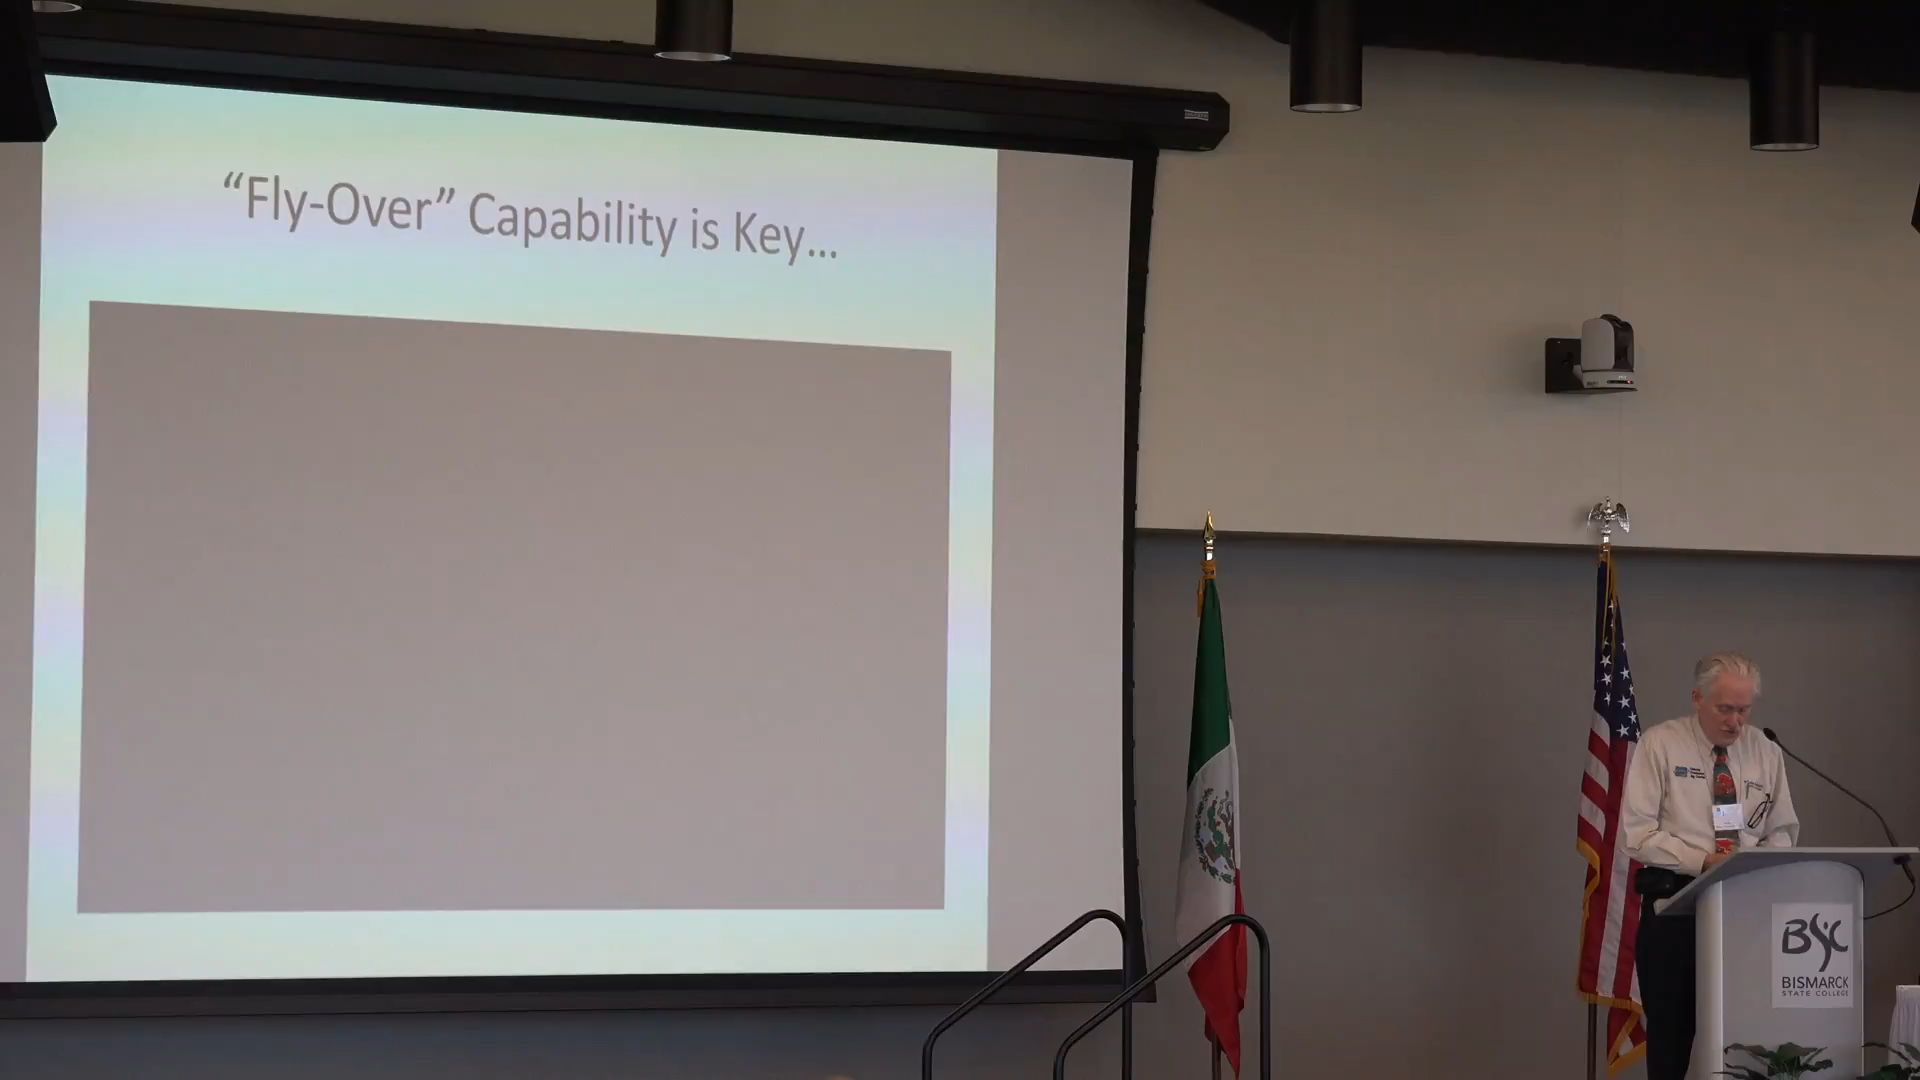 “Fly-Over” Capability is Key...
BSC
BISMARCK
STATE COLLEGE